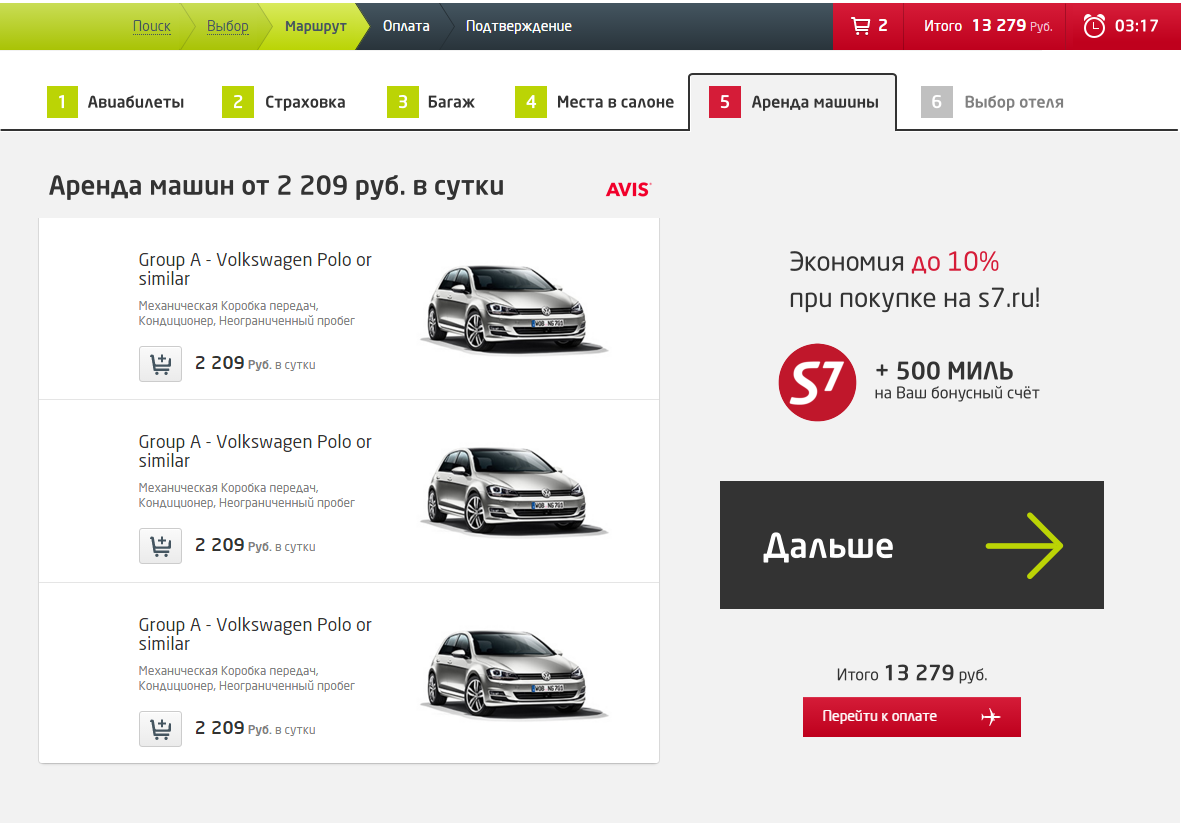 Поиск Выбор Маршрут Оплата Подтверждение 2 Итого 13 279 Руб. 03:17
1 Авиабилеты 2 Страховка 3 Багаж 4 Места в салоне 5 Аренда машины 6 Выбор отеля
Аренда машин от 2 209 руб. в сутки AVIS
Group A - Volkswagen Polo or
similar
Механическая Коробка передач,
Кондиционер, Неограниченный пробег
2 209 Руб. в сутки
Group A - Volkswagen Polo or
similar
Механическая Коробка передач,
Кондиционер, Неограниченный пробег
2 209 Руб. в сутки
Group A - Volkswagen Polo or
similar
Механическая Коробка передач,
Кондиционер, Неограниченный пробег
2 209 Руб. в сутки
Экономия до 10%
при покупке на s7.ru!
S7
+ 500 МИЛЬ
на Ваш бонусный счёт
Дальше
Итого 13 279 руб.
Перейти к оплате